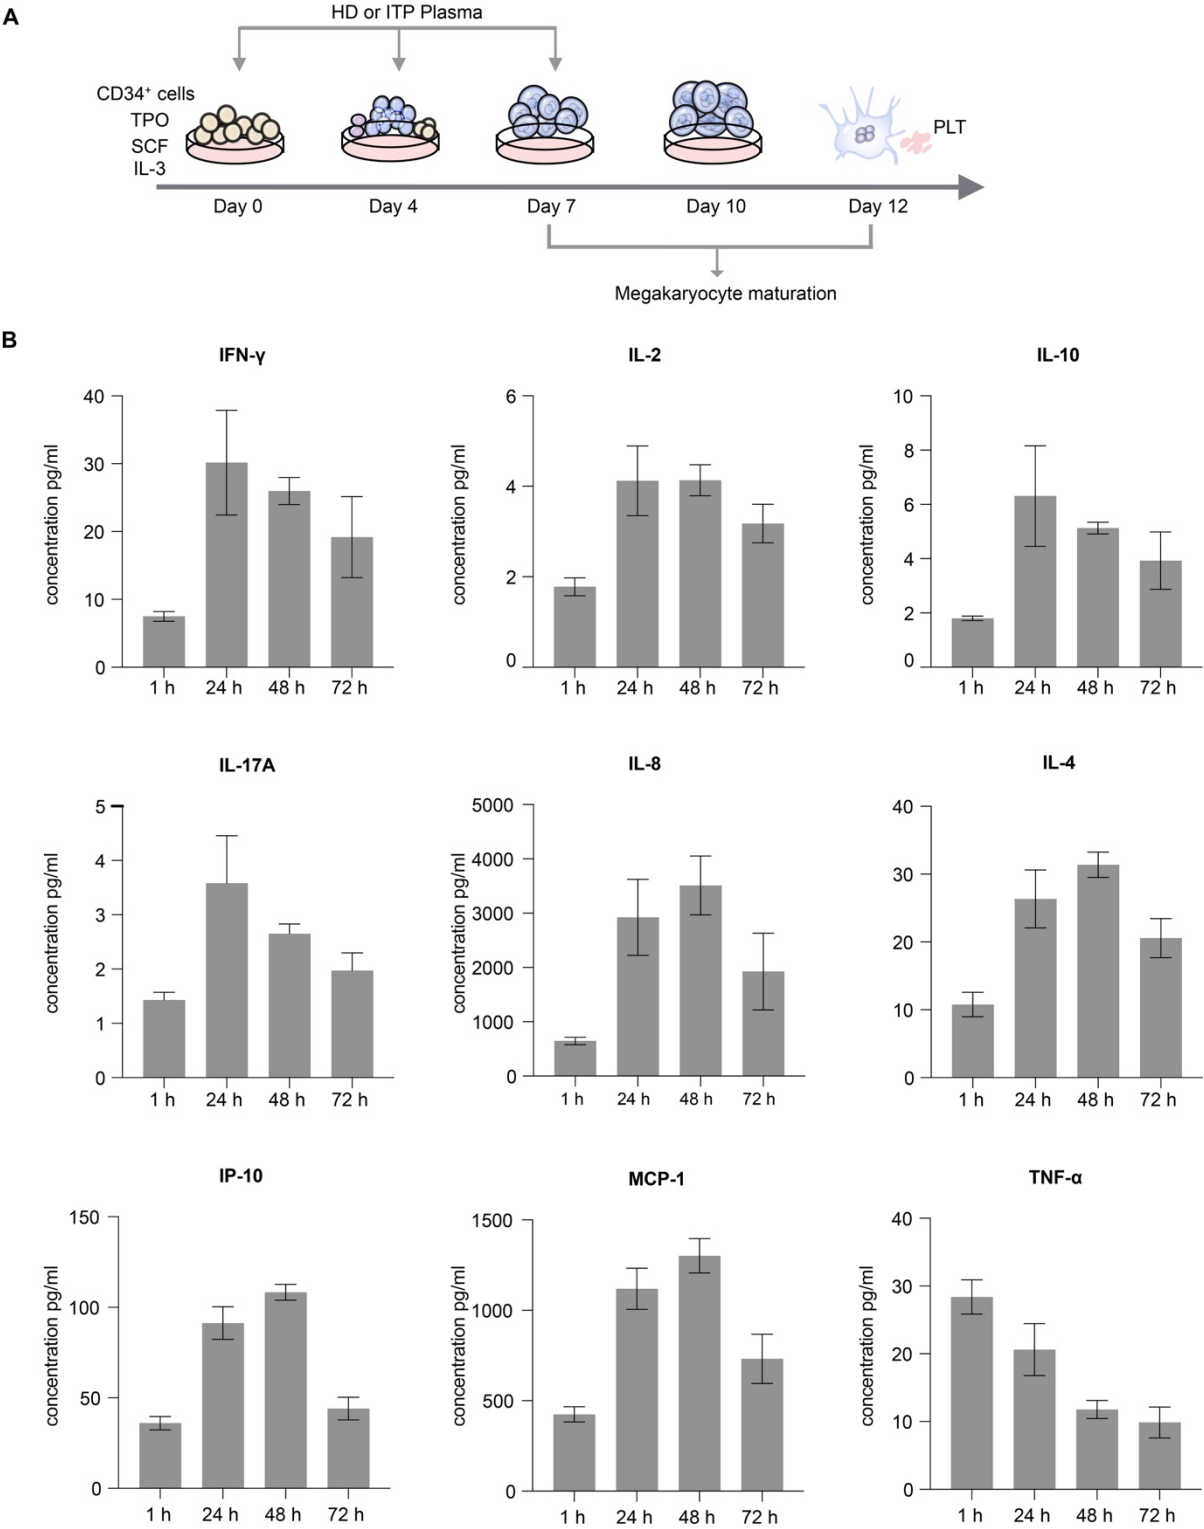 A
HD or ITP Plasma
CD34⁺ cells
TPO
SCF
IL-3
PLT
Day 0
Day 4
Day 7
Day 10
Day 12
Megakaryocyte maturation
B
IFN-γ
concentration pg/ml
40
30
20
10
0
1 h 24 h 48 h 72 h
IL-2
concentration pg/ml
6
4
2
0
1 h 24 h 48 h 72 h
IL-10
concentration pg/ml
10
8
6
4
2
0
1 h 24 h 48 h 72 h
IL-17A
concentration pg/ml
5
4
3
2
1
0
1 h 24 h 48 h 72 h
IL-8
concentration pg/ml
5000
4000
3000
2000
1000
0
1 h 24 h 48 h 72 h
IL-4
concentration pg/ml
40
30
20
10
0
1 h 24 h 48 h 72 h
IP-10
concentration pg/ml
150
100
50
0
1 h 24 h 48 h 72 h
MCP-1
concentration pg/ml
1500
1000
500
0
1 h 24 h 48 h 72 h
TNF-α
concentration pg/ml
40
30
20
10
0
1 h 24 h 48 h 72 h